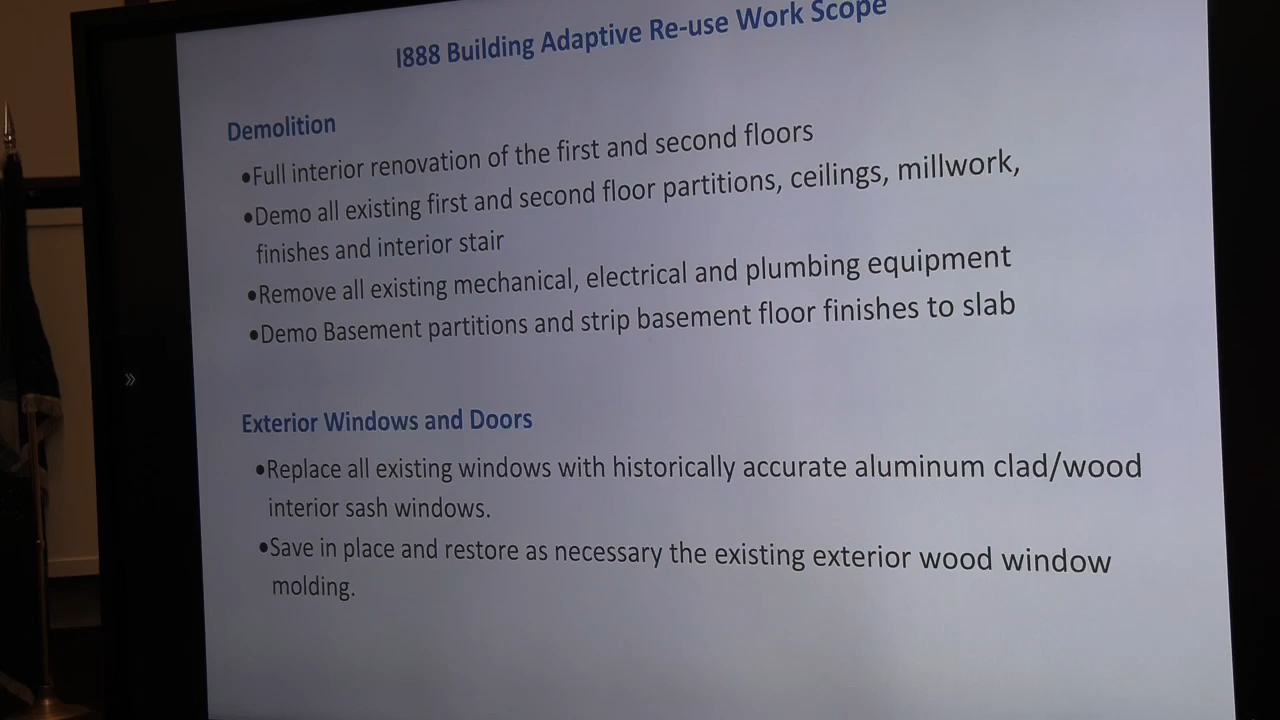 1888 Building Adaptive Re-use Work Scope
Demolition
•Full interior renovation of the first and second floors
•Demo all existing first and second floor partitions, ceilings, millwork,
finishes and interior stair
•Remove all existing mechanical, electrical and plumbing equipment
•Demo Basement partitions and strip basement floor finishes to slab
»
Exterior Windows and Doors
•Replace all existing windows with historically accurate aluminum clad/wood
interior sash windows.
•Save in place and restore as necessary the existing exterior wood window
molding.